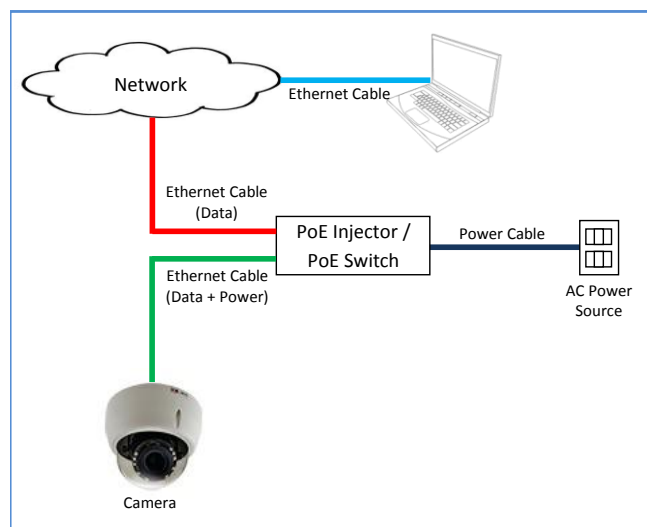 Network
Ethernet Cable
Ethernet Cable
(Data)
PoE Injector /
PoE Switch
Power Cable
Ethernet Cable
(Data + Power)
AC Power
Source
Camera